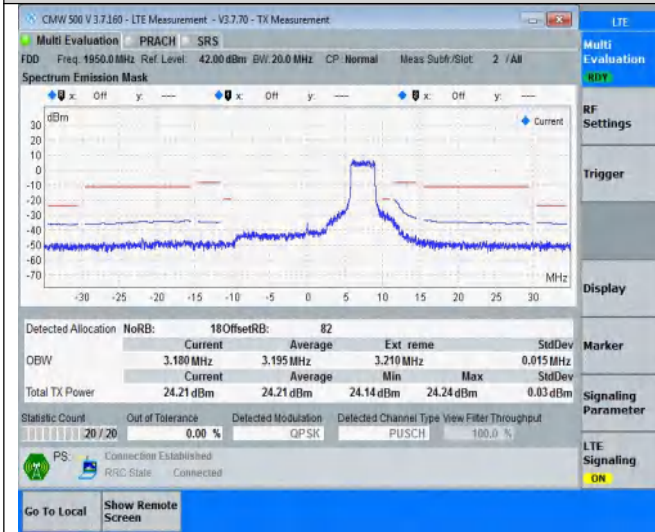 CMW 500 V 3.7.160 - LTE Measurement - V3.7.70 - TX Measurement
LTE
Multi Evaluation PRACH SRS
Multi Evaluation
RDY
FDD Freq. 1950.0 MHz Ref. Level: 42.00 dBm BW: 20.0 MHz CP: Normal Meas Subfr./Slot: 2 /All
Spectrum Emission Mask
x: Off y: --- x: Off y: --- x: Off y: ---
dBm
Current
30
20
10
0
-10
-20
-30
-40
-50
-60
-70
MHz
-30 -25 -20 -15 -10 -5 0 5 10 15 20 25 30
RF Settings
Trigger
Display
Marker
Signaling Parameter
LTE Signaling
ON
Detected Allocation NoRB: 18OffsetRB: 82
Current Average Ext reme StdDev
OBW 3.180 MHz 3.195 MHz 3.210 MHz 0.015 MHz
Current Average Min Max StdDev
Total TX Power 24.21 dBm 24.21 dBm 24.14 dBm 24.24 dBm 0.03 dBm
Statistic Count Out of Tolerance Detected Modulation Detected Channel Type View Filter Throughput
20 / 20 0.00 % QPSK PUSCH 100.0 %
PS: Connection Established
RRC State Connected
Go To Local
Show Remote Screen